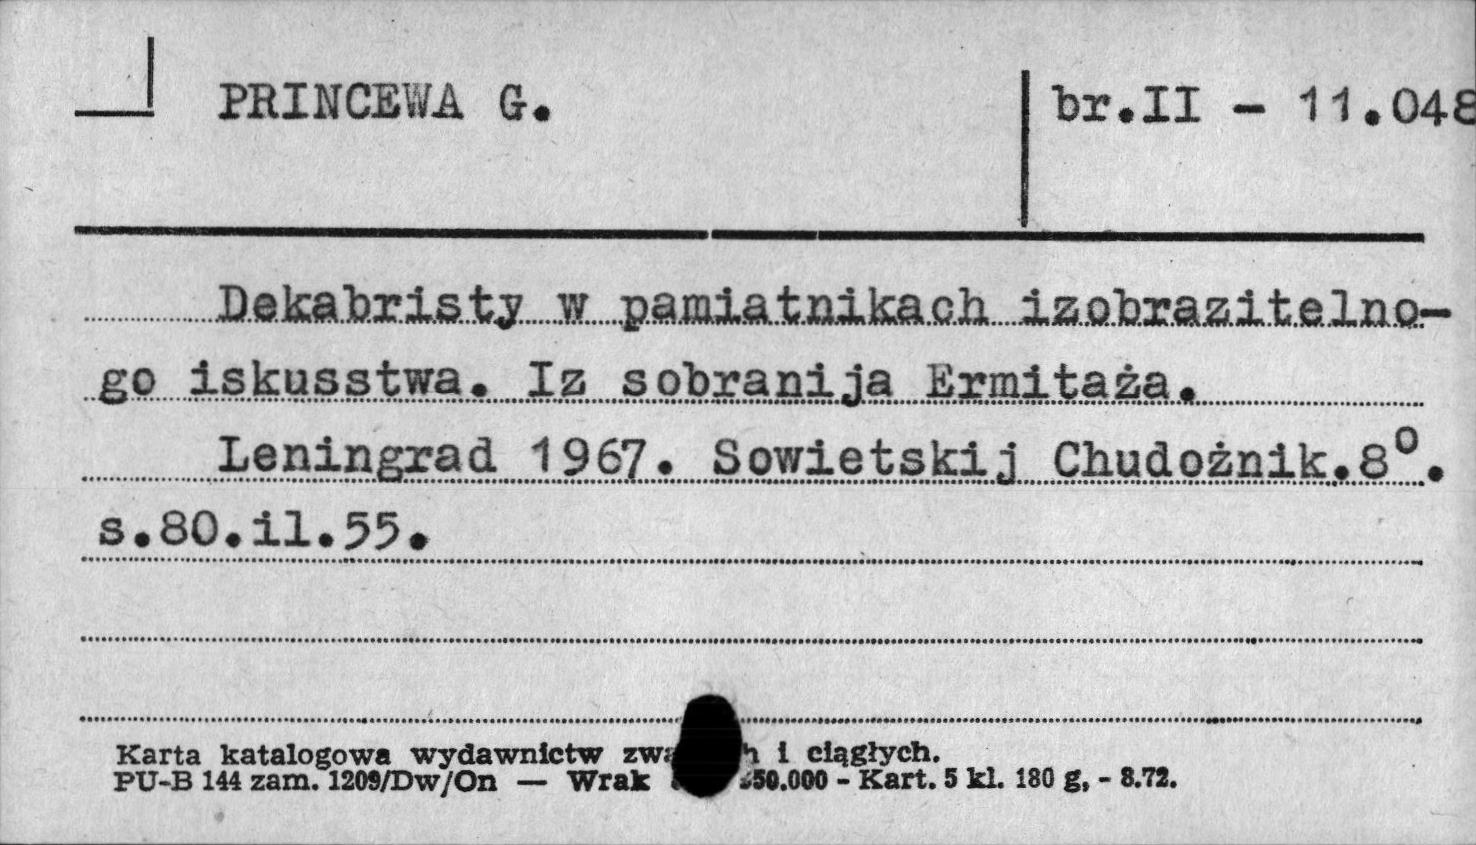 PRINCEWA G.
br.II - 11.048
Dekabristy w pamiatnikach izobrazitelno-
go iskusstwa. Iz sobranija Ermitaża.
Leningrad 1967. Sowietskij Chudożnik.8⁰.
s.80.il.55.
Karta katalogowa wydawnictw i ciągłych.
PU-B 144 zam. 1209/Dw/On — Wrak 50.000 - Kart. 5 kl. 180 g, - 8.72.